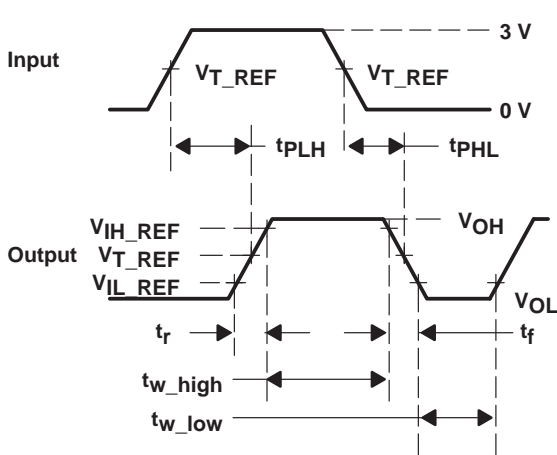 3 V
Input
VT_REF VT_REF
0 V
tPLH tPHL
VIH_REF VOH
Output VT_REF
VIL_REF
VOL
tr tf
tw_high
tw_low